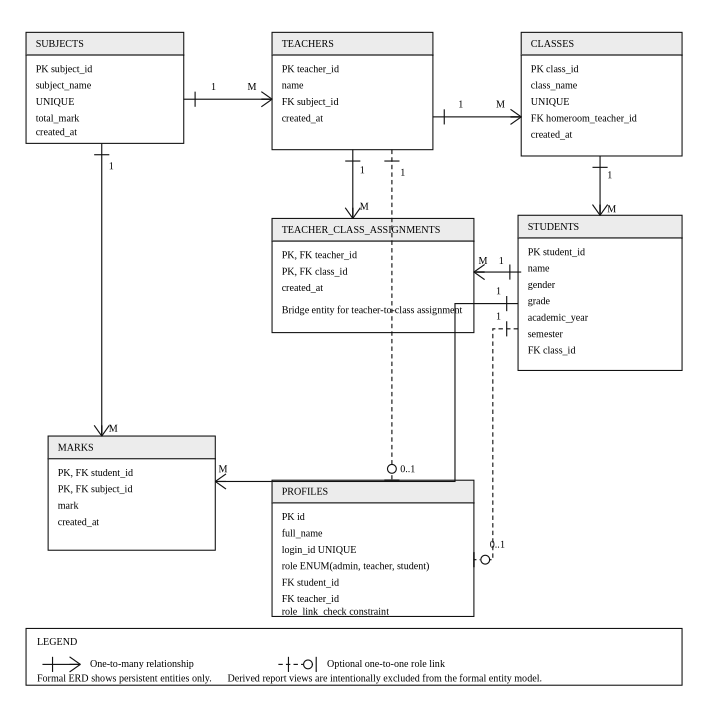 SUBJECTS
PK subject_id
subject_name
UNIQUE
total_mark
created_at
1
M
TEACHERS
PK teacher_id
name
FK subject_id
created_at
1
M
CLASSES
PK class_id
class_name
UNIQUE
FK homeroom_teacher_id
created_at
1
1
M
1
1
M
TEACHER_CLASS_ASSIGNMENTS
PK, FK teacher_id
PK, FK class_id
created_at
Bridge entity for teacher-to-class assignment
M
1
1
1
STUDENTS
PK student_id
name
gender
grade
academic_year
semester
FK class_id
M
MARKS
PK, FK student_id
PK, FK subject_id
mark
created_at
M
0..1
PROFILES
PK id
full_name
login_id UNIQUE
role ENUM(admin, teacher, student)
FK student_id
FK teacher_id
role_link_check constraint
0..1
LEGEND
One-to-many relationship
Optional one-to-one role link
Formal ERD shows persistent entities only.
Derived report views are intentionally excluded from the formal entity model.